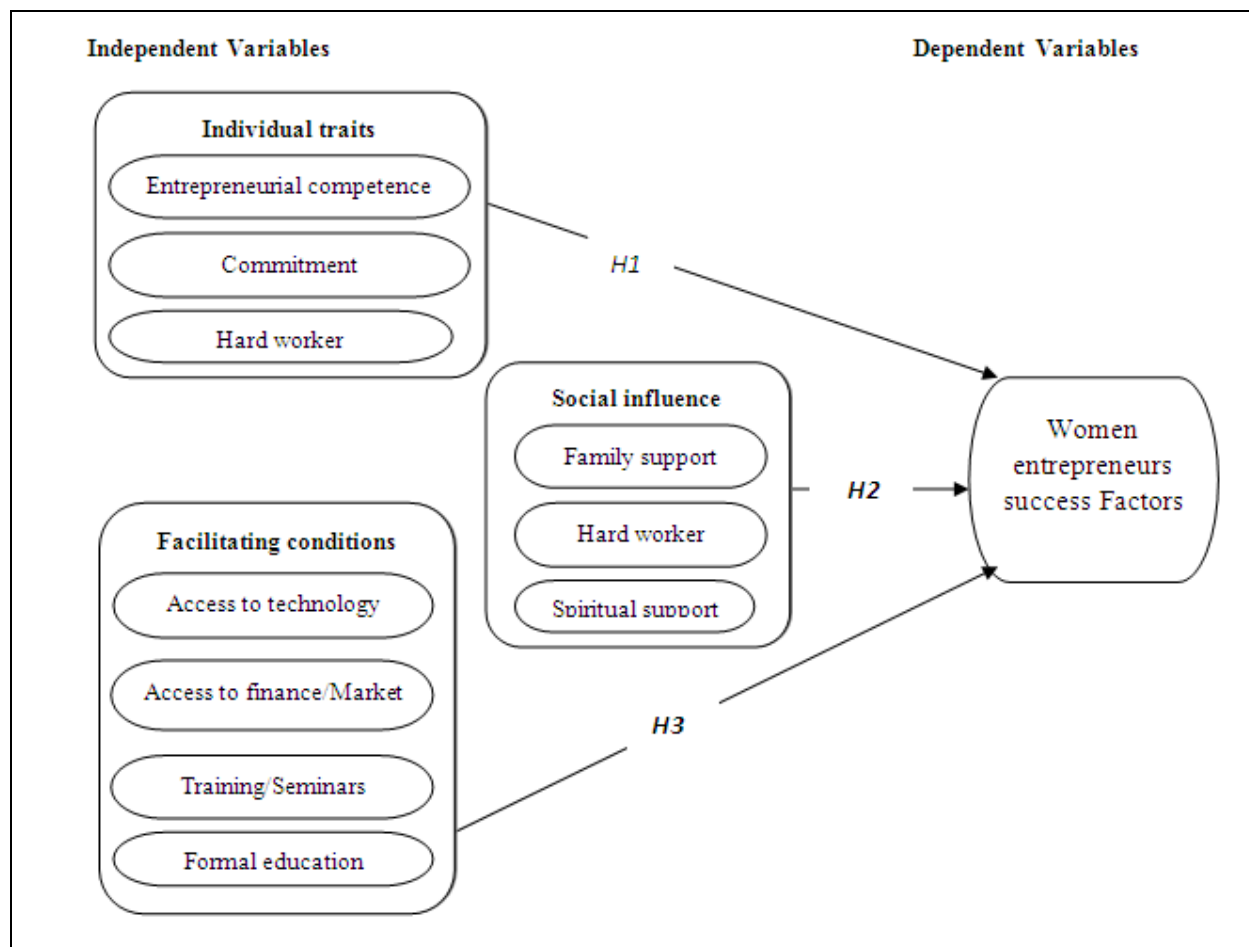 Independent Variables
Dependent Variables
Individual traits
Entrepreneurial competence
Commitment
Hard worker
H1
Social influence
Family support
Hard worker
Spiritual support
H2
Women
entrepreneurs
success Factors
Facilitating conditions
Access to technology
Access to finance/Market
Training/Seminars
Formal education
H3